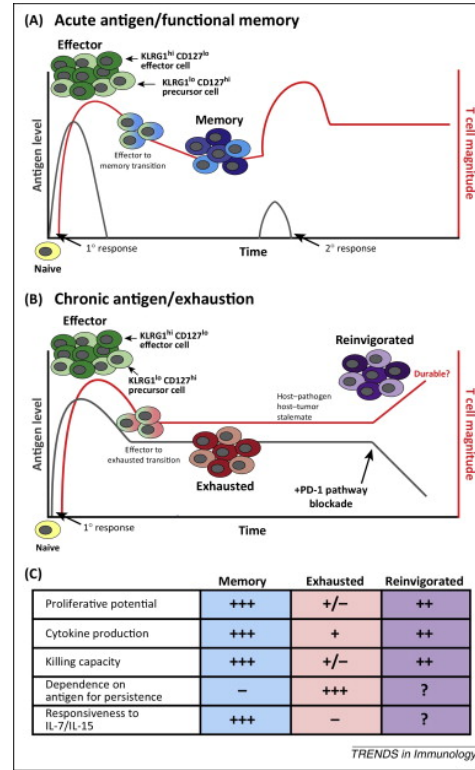 (A) Acute antigen/functional memory
Effector
KLRG1hi CD127lo
effector cell
KLRG1lo CD127hi
precursor cell
Memory
Effector to
memory transition
Antigen level
T cell magnitude
Naive
1° response
Time
2° response
(B) Chronic antigen/exhaustion
Effector
KLRG1hi CD127lo
effector cell
KLRG1lo CD127hi
precursor cell
Reinvigorated
Durable?
Host–pathogen
host–tumor
stalemate
Effector to
exhausted transition
Exhausted
+PD-1 pathway
blockade
Antigen level
T cell magnitude
Naive
1° response
Time
(C)
Memory Exhausted Reinvigorated
Proliferative potential +++ +/– ++
Cytokine production +++ + ++
Killing capacity +++ +/– ++
Dependence on
antigen for persistence – +++ ?
Responsiveness to
IL-7/IL-15 +++ – ?
TRENDS in Immunology